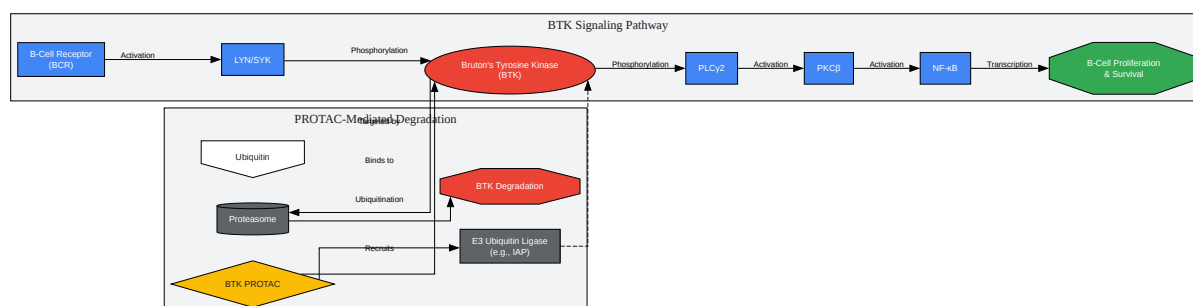 BTK Signaling Pathway
B-Cell Receptor
(BCR)
Activation
LYN/SYK
Phosphorylation
Bruton's Tyrosine Kinase
(BTK)
Phosphorylation
PLCγ2
Activation
PKCβ
Activation
NF-κB
Transcription
B-Cell Proliferation
& Survival
PROTAC-Mediated Degradation
Targeted by
Ubiquitin
Binds to
BTK Degradation
Ubiquitination
Proteasome
E3 Ubiquitin Ligase
(e.g., IAP)
Recruits
BTK PROTAC